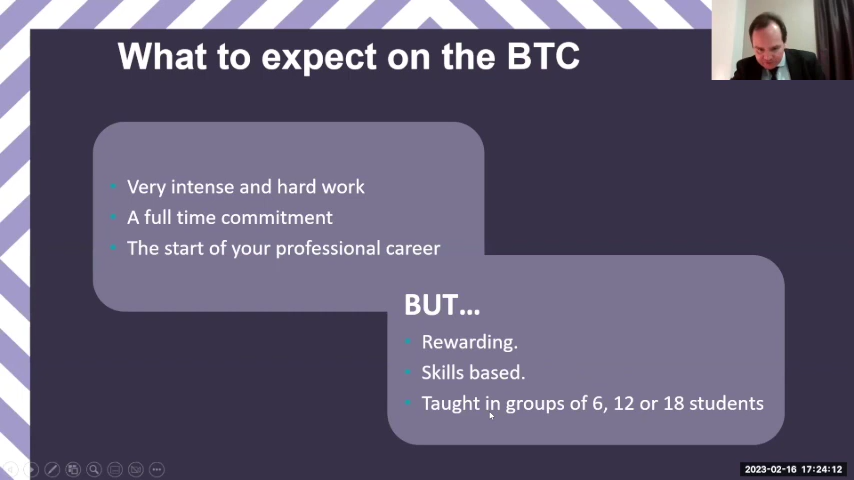 What to expect on the BTC
• Very intense and hard work
• A full time commitment
• The start of your professional career
BUT...
• Rewarding.
• Skills based.
• Taught in groups of 6, 12 or 18 students
2023-02-16 17:24:12